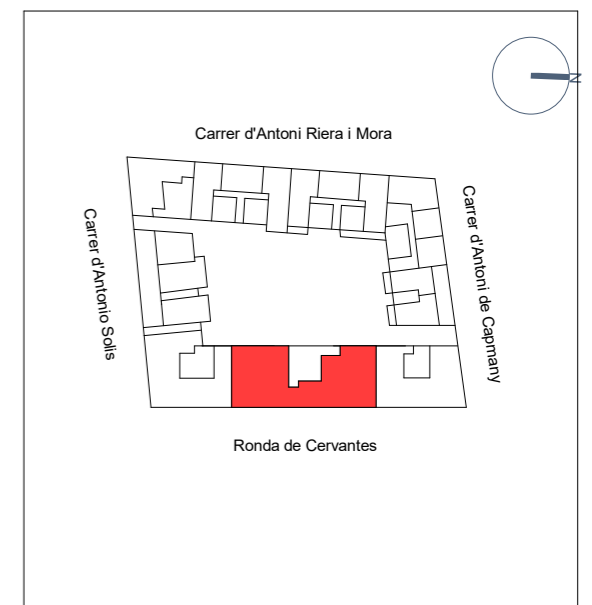 N
Carrer d'Antoni Riera i Mora
Carrer d'Antonio Solis
Carrer d'Antoni de Capmany
Ronda de Cervantes